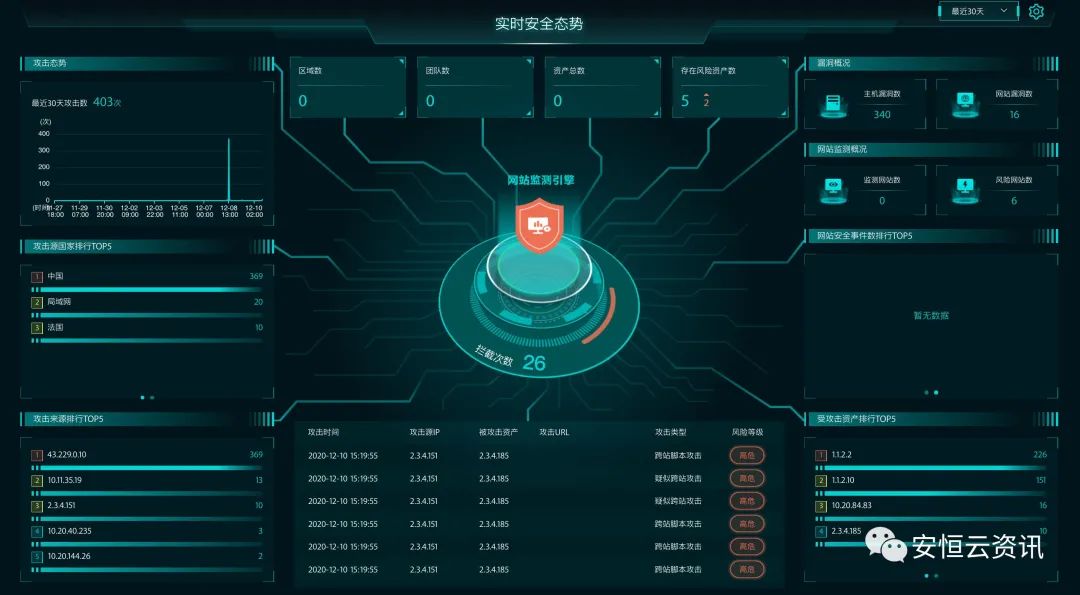 实时安全态势
最近30天
攻击态势
最近30天攻击数 403次
(次)
400
300
200
100
0
(时间)
11-27 18:00
11-29 07:00
11-30 20:00
12-02 09:00
12-03 22:00
12-05 11:00
12-07 00:00
12-08 13:00
12-10 02:00
攻击源国家排行TOP5
1 中国 369
2 局域网 20
3 法国 10
攻击来源排行TOP5
1 43.229.0.10 369
2 10.11.35.19 13
3 2.3.4.151 10
4 10.20.40.235 3
5 10.20.144.26 2
区域数
0
团队数
0
资产总数
0
存在风险资产数
5 2
网站监测引擎
拦截次数 26
攻击时间 攻击源IP 被攻击资产 攻击URL 攻击类型 风险等级
2020-12-10 15:19:55 2.3.4.151 2.3.4.185 跨站脚本攻击 高危
2020-12-10 15:19:55 2.3.4.151 2.3.4.185 疑似跨站攻击 高危
2020-12-10 15:19:55 2.3.4.151 2.3.4.185 疑似跨站攻击 高危
2020-12-10 15:19:55 2.3.4.151 2.3.4.185 跨站脚本攻击 高危
2020-12-10 15:19:55 2.3.4.151 2.3.4.185 跨站脚本攻击 高危
2020-12-10 15:19:55 2.3.4.151 2.3.4.185 跨站脚本攻击 高危
漏洞概况
主机漏洞数
340
网站漏洞数
16
网站监测概况
监测网站数
0
风险网站数
6
网站安全事件数排行TOP5
暂无数据
受攻击资产排行TOP5
1 1.1.2.2 226
2 1.1.2.10 151
3 10.20.84.83 16
4 2.3.4.185 10
安恒云资讯